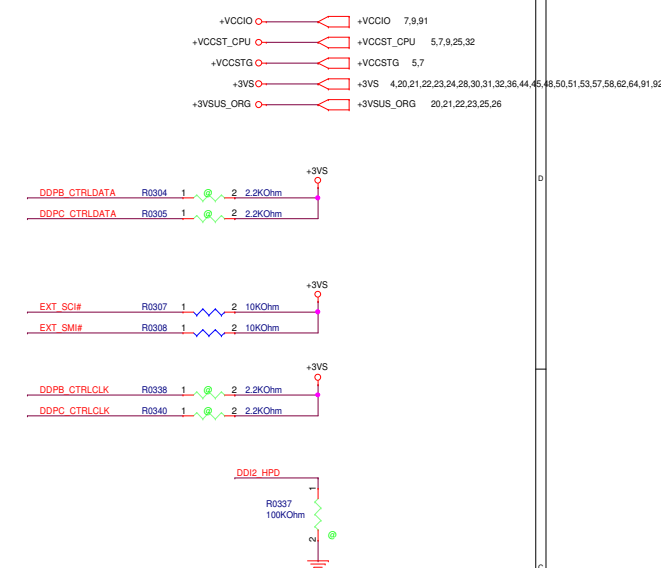 +VCCIO +VCCIO 7,9,91
+VCCST_CPU +VCCST_CPU 5,7,9,25,32
+VCCSTG +VCCSTG 5,7
+3VS +3VS 4,20,21,22,23,24,28,30,31,32,36,44,45,48,50,51,53,57,58,62,64,91,92
+3VSUS_ORG +3VSUS_ORG 20,21,22,23,25,26
+3VS
D
DDPB_CTRLDATA R0304 1 @ 2 2.2KOhm
DDPC_CTRLDATA R0305 1 @ 2 2.2KOhm
+3VS
EXT_SCI# R0307 1 2 10KOhm
EXT_SMI# R0308 1 2 10KOhm
+3VS
DDPB_CTRLCLK R0338 1 @ 2 2.2KOhm
DDPC_CTRLCLK R0340 1 @ 2 2.2KOhm
DDI2_HPD
1
R0337
100KOhm
2 @
C